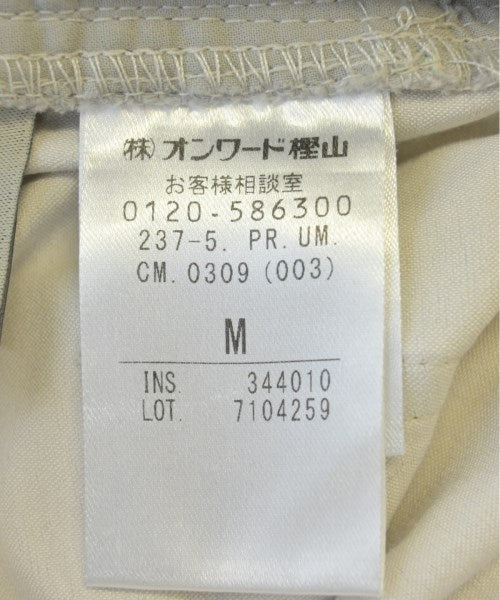 (株)オンワード樫山
お客様相談室
0120-586300
237-5. PR. UM.
CM. 0309 (003)
M
INS. 344010
LOT. 7104259